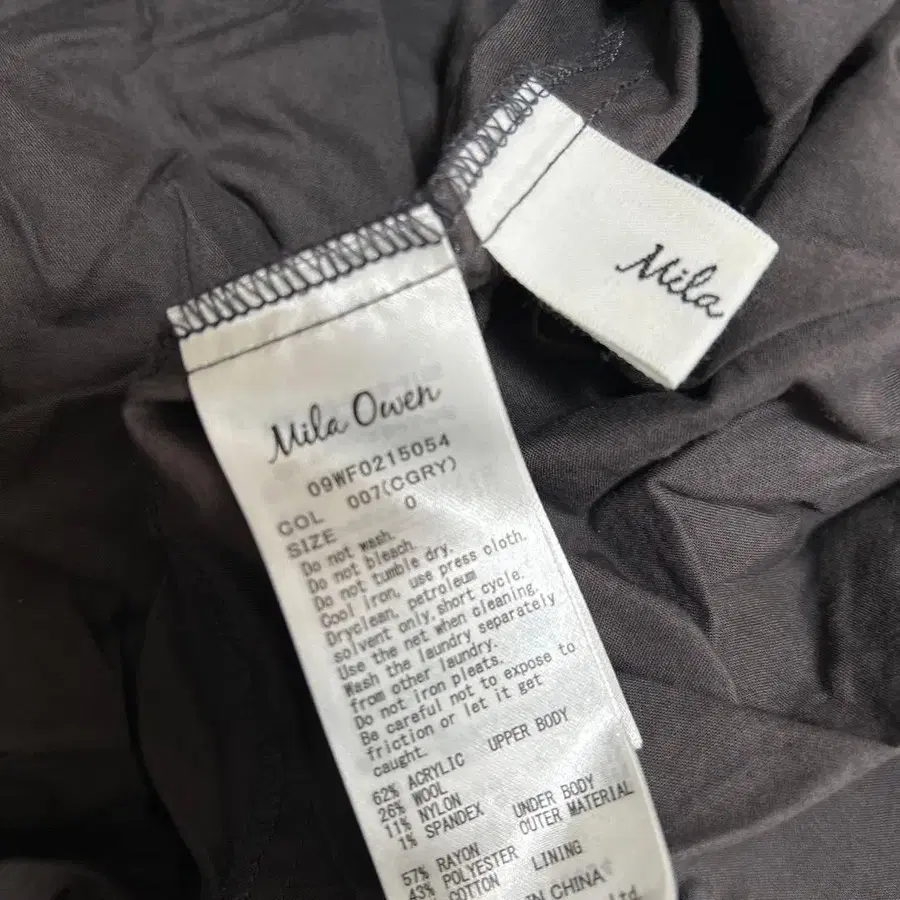 Mila
Mila Owen
09WF0215054
COL 007(CGRY)
SIZE 0
Do not wash.
Do not bleach.
Do not tumble dry.
Cool iron, use press cloth.
Dryclean, petroleum
solvent only, short cycle.
Use the net when cleaning.
Wash the laundry separately
from other laundry.
Do not iron pleats.
Be careful not to expose to
friction or let it get
caught.
UPPER BODY
62% ACRYLIC
26% WOOL
11% NYLON
1% SPANDEX
UNDER BODY
OUTER MATERIAL
57% RAYON
43% POLYESTER
LINING
COTTON
IN CHINA
Ltd